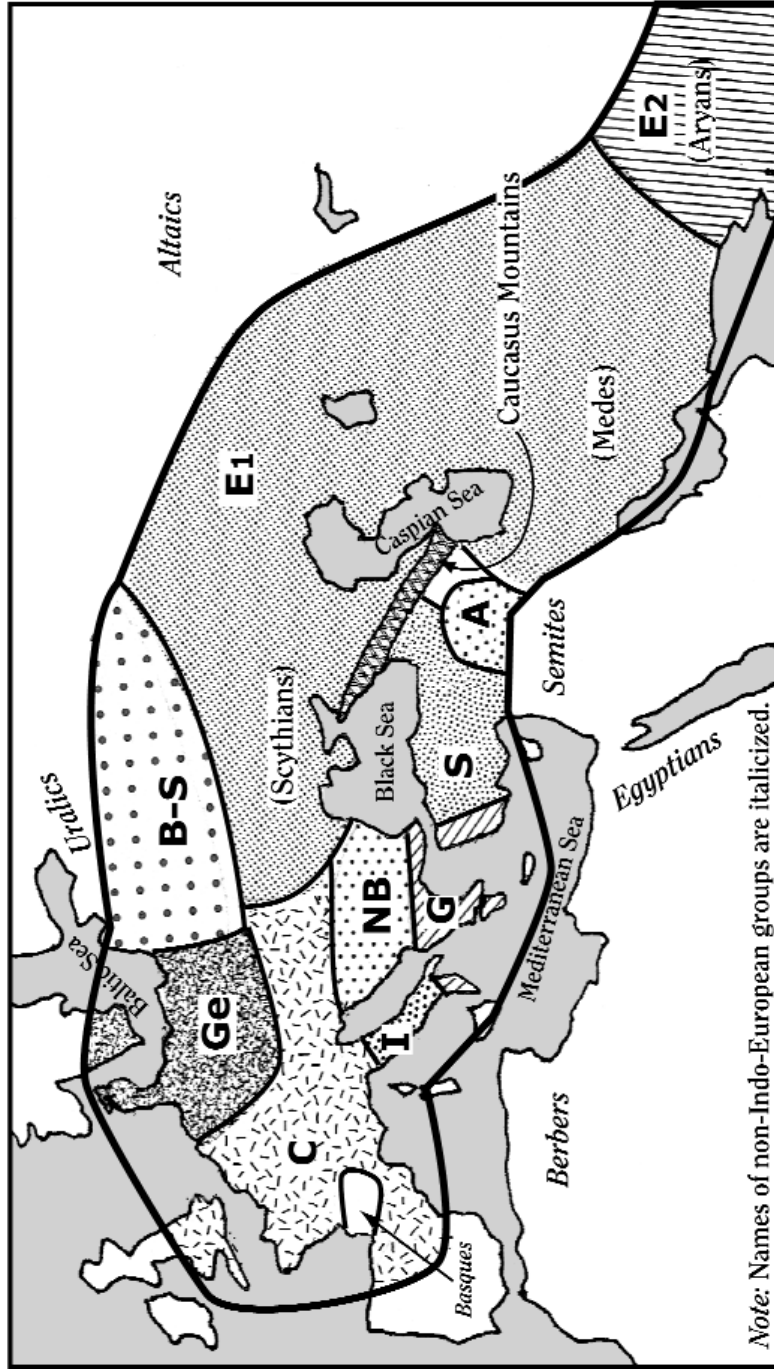 Uralics
Altaics
Baltic Sea
B-S
E1
E2
(Aryans)
Ge
(Scythians)
C
NB
Black Sea
Caspian Sea
Caucasus Mountains
Basques
I
G
S
A
(Medes)
Mediterranean Sea
Semites
Berbers
Egyptians
Note: Names of non-Indo-European groups are italicized.